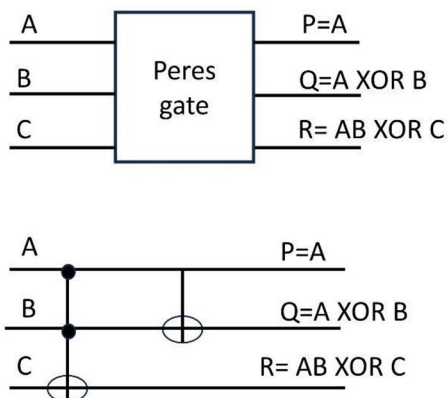 A
P=A
B
Peres
gate
Q=A XOR B
C
R= AB XOR C
A
P=A
B
Q=A XOR B
C
R= AB XOR C